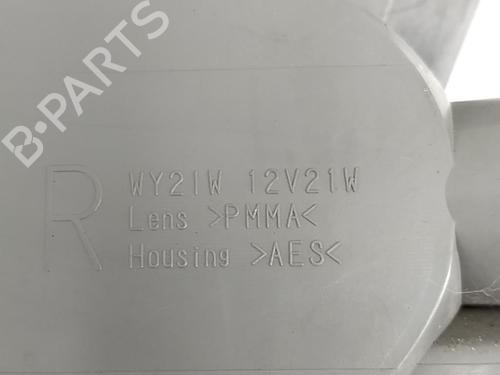 B-PARTS
R
WY21W 12V21W
Lens >PMMA<
Housing >AES<